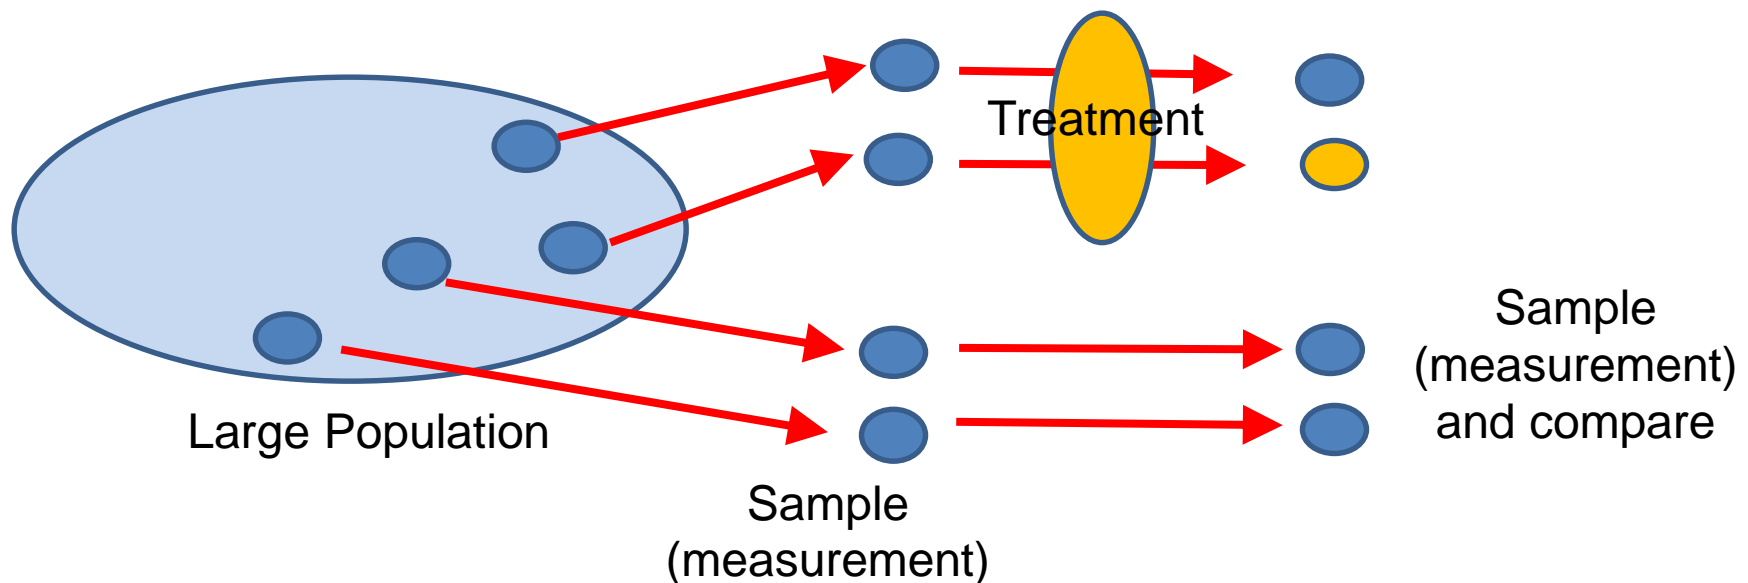 Treatment
Large Population
Sample
(measurement)
Sample
(measurement)
and compare